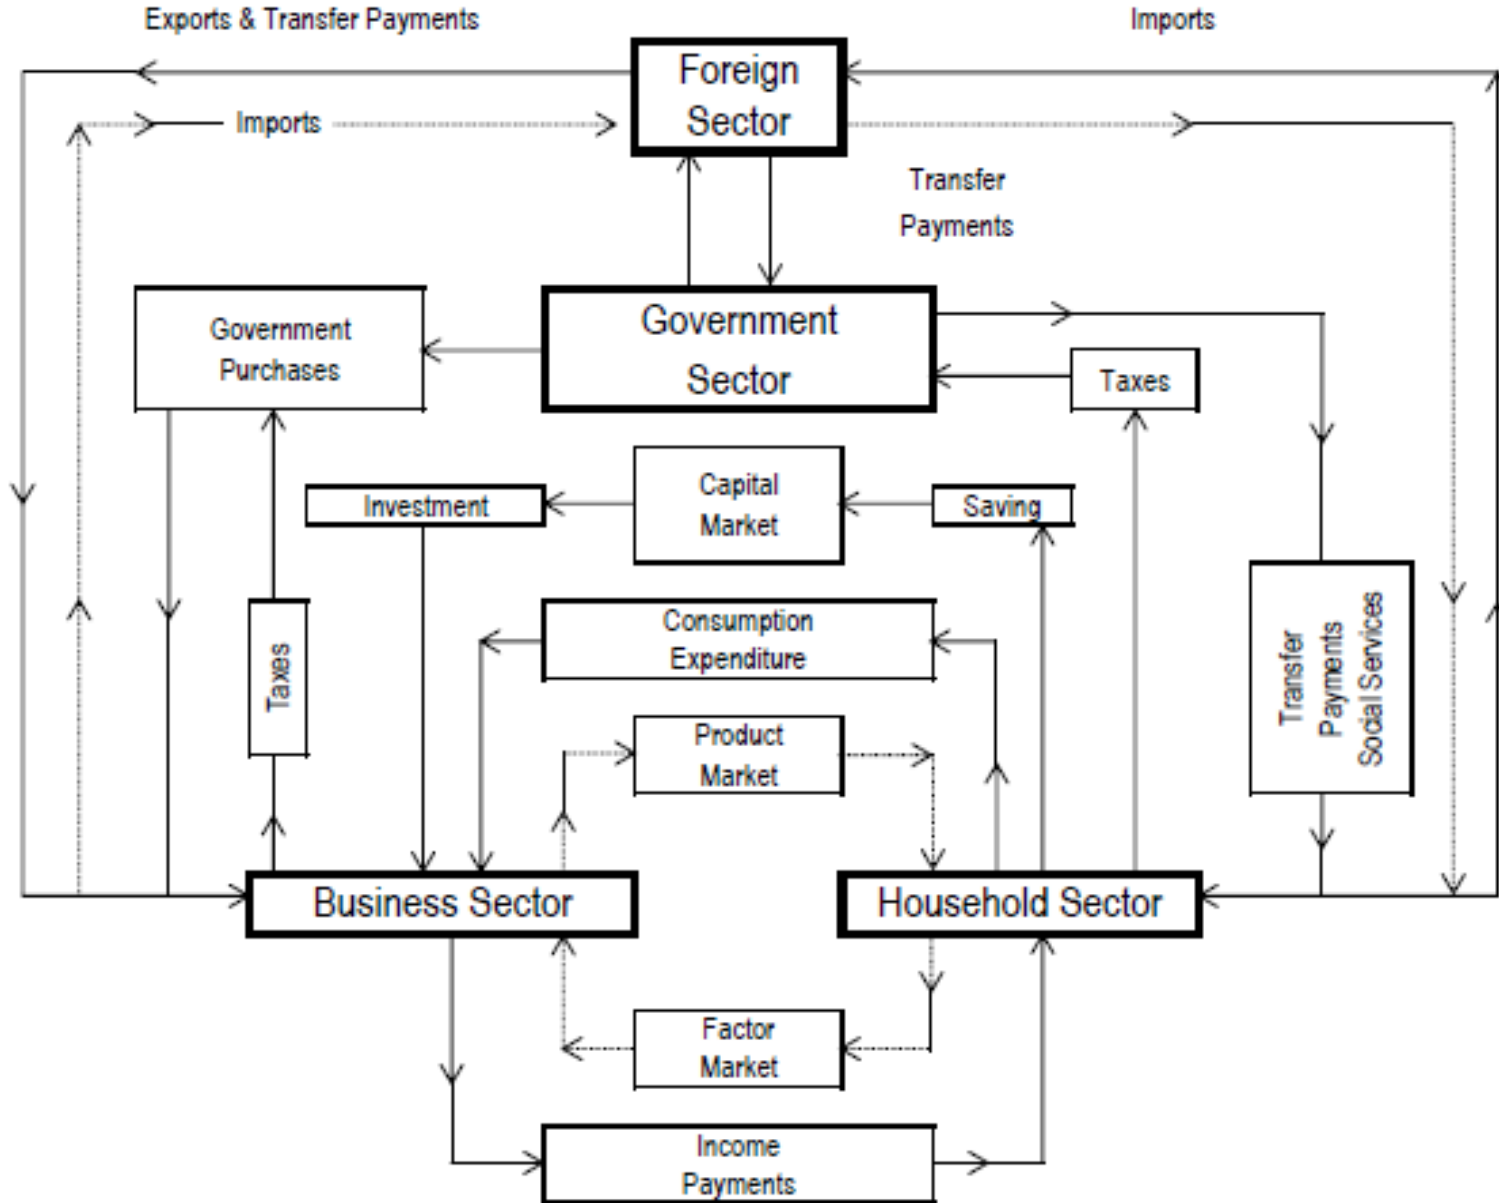 Exports & Transfer Payments
Imports
Foreign
Sector
Imports
Transfer
Payments
Government
Purchases
Government
Sector
Taxes
Investment
Capital
Market
Saving
Taxes
Consumption
Expenditure
Transfer
Payments
Social Services
Product
Market
Business Sector
Household Sector
Factor
Market
Income
Payments